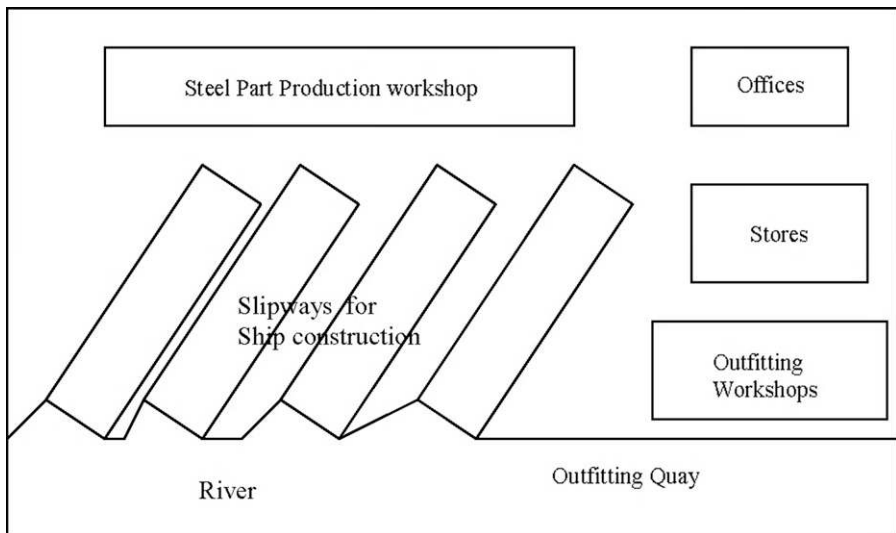 Steel Part Production workshop
Offices
Stores
Slipways for
Ship construction
Outfitting
Workshops
River
Outfitting Quay